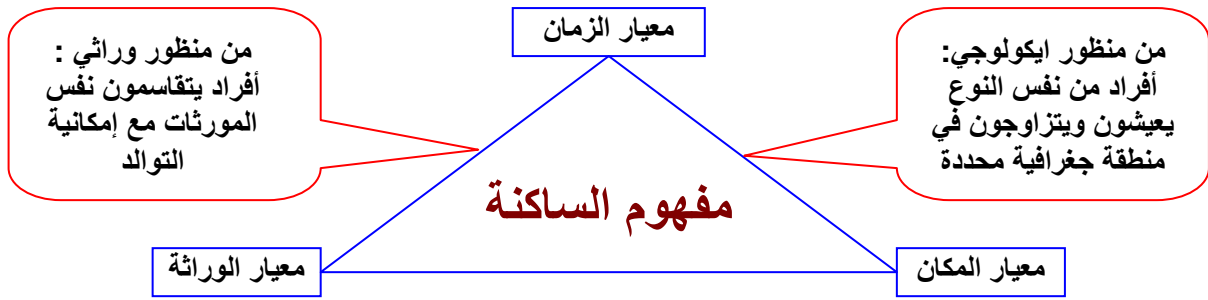 معيار الزمان
من منظور ايكولوجي:
أفراد من نفس النوع
يعيشون ويتزاوجون في
منطقة جغرافية محددة
من منظور وراثي :
أفراد يتقاسمون نفس
المورثات مع إمكانية
التوالد
مفهوم الساكنة
معيار المكان
معيار الوراثة